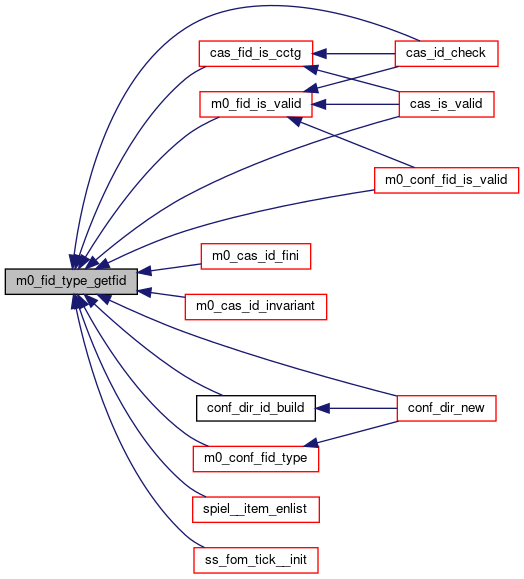 cas_fid_is_cctg
cas_id_check
m0_fid_is_valid
cas_is_valid
m0_conf_fid_is_valid
m0_cas_id_fini
m0_fid_type_getfid
m0_cas_id_invariant
conf_dir_id_build
conf_dir_new
m0_conf_fid_type
spiel__item_enlist
ss_fom_tick__init